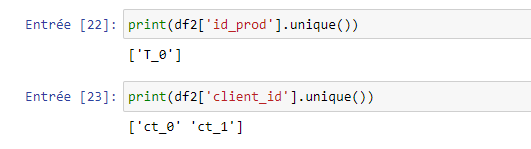 Entrée [22]: print(df2['id_prod'].unique())
['T_0']
Entrée [23]: print(df2['client_id'].unique())
['ct_0' 'ct_1']